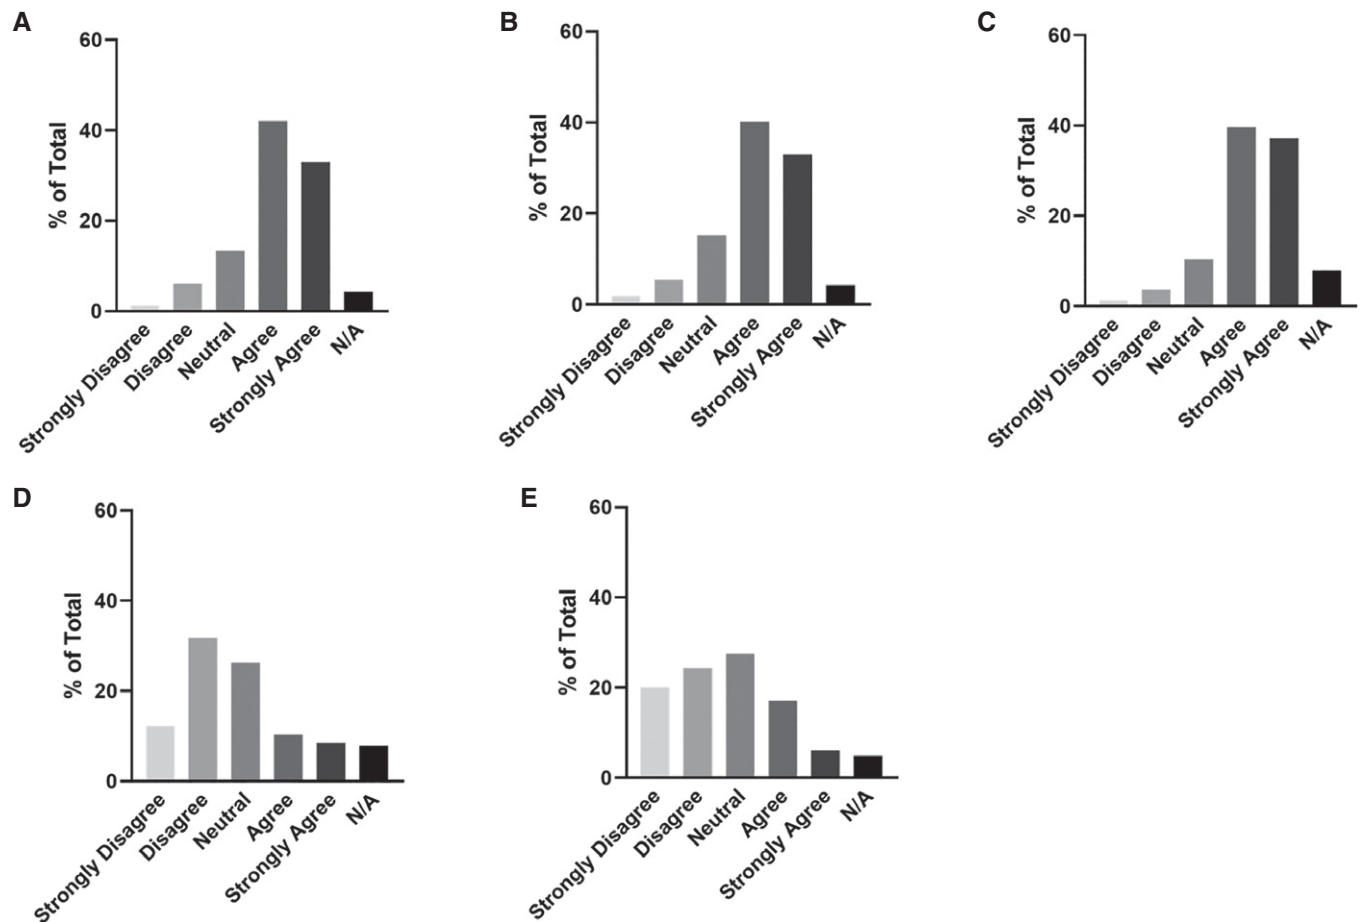 A
60
40
20
0
% of Total
Strongly Disagree
Disagree
Neutral
Agree
Strongly Agree
N/A
B
60
40
20
0
% of Total
Strongly Disagree
Disagree
Neutral
Agree
Strongly Agree
N/A
C
60
40
20
0
% of Total
Strongly Disagree
Disagree
Neutral
Agree
Strongly Agree
N/A
D
60
40
20
0
% of Total
Strongly Disagree
Disagree
Neutral
Agree
Strongly Agree
N/A
E
60
40
20
0
% of Total
Strongly Disagree
Disagree
Neutral
Agree
Strongly Agree
N/A